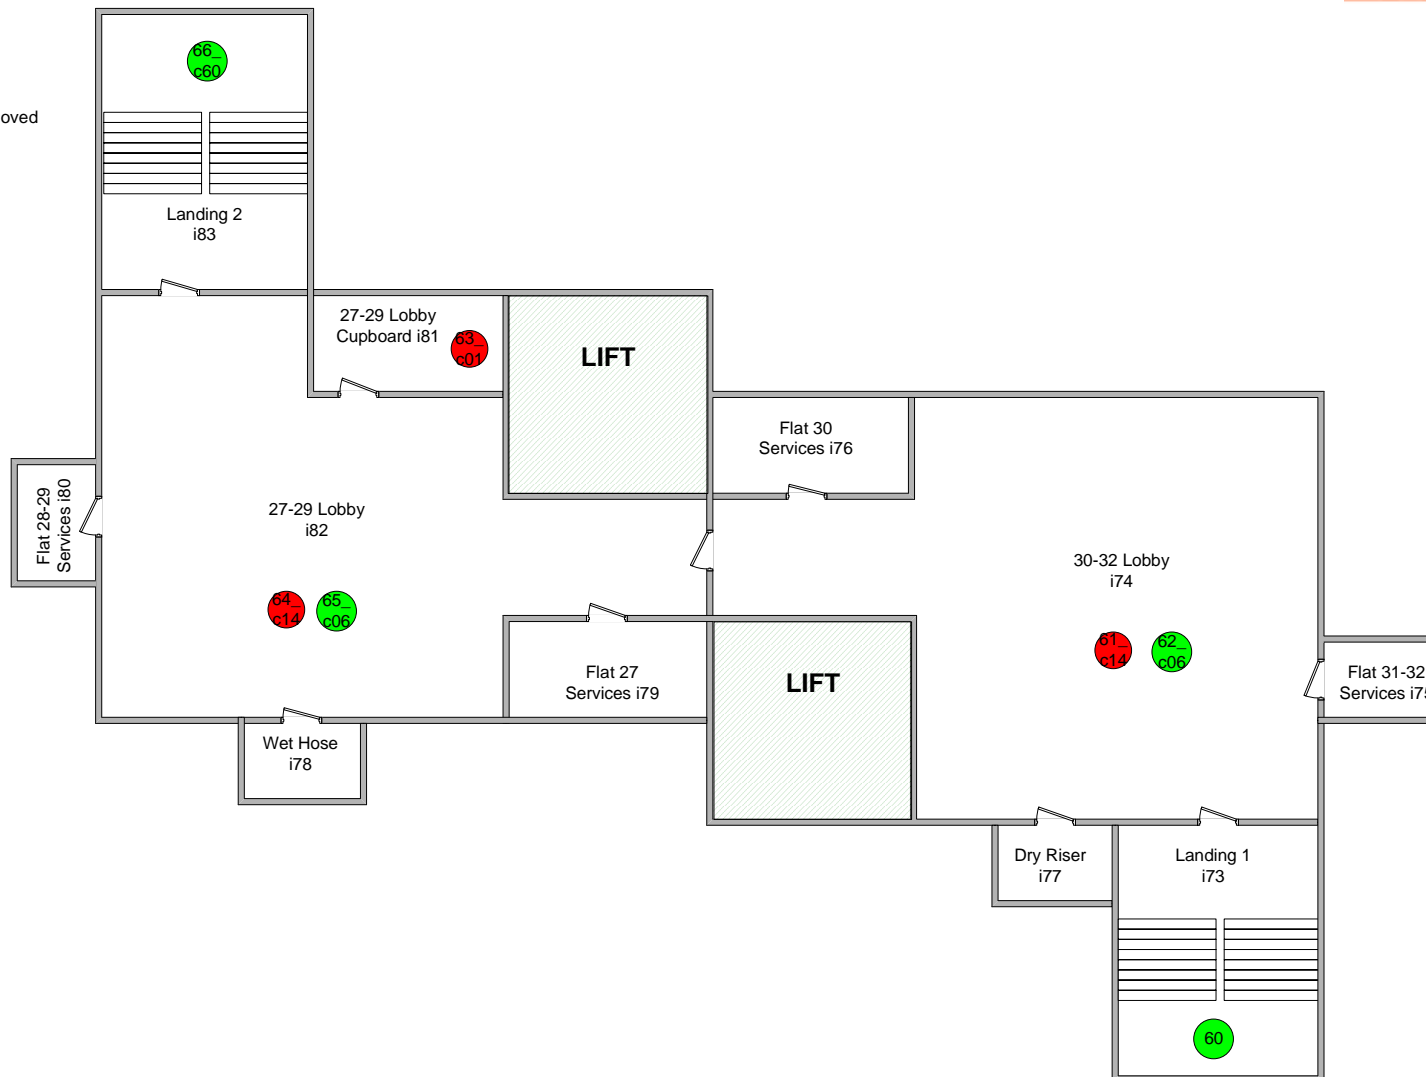 66_
c60
oved
Landing 2
i83
27-29 Lobby
Cupboard i81
63_
c01
LIFT
Flat 30
Services i76
Flat 28-29
Services i80
27-29 Lobby
i82
30-32 Lobby
i74
64_
c14
65_
c06
61_
c14
62_
c06
Flat 27
Services i79
LIFT
Flat 31-32
Services i75
Wet Hose
i78
Dry Riser
i77
Landing 1
i73
60